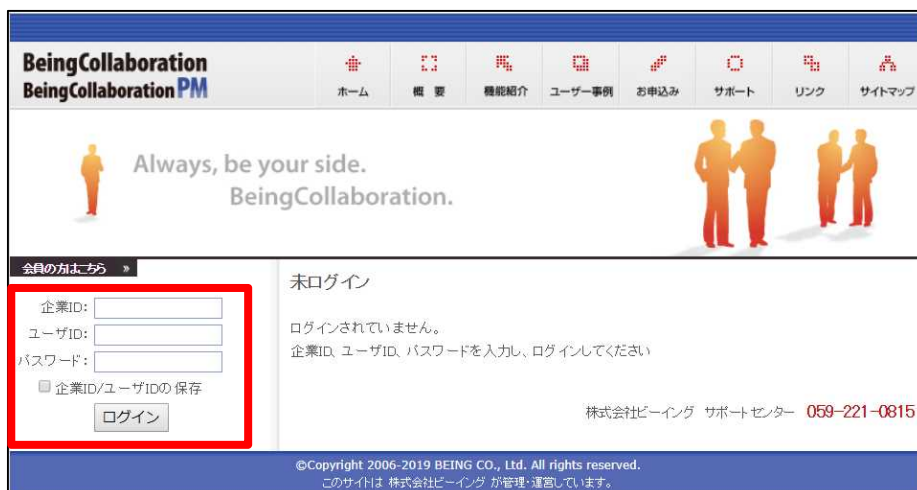 BeingCollaboration
BeingCollaboration PM
ホーム
概 要
機能紹介
ユーザー事例
お申込み
サポート
リンク
サイトマップ
Always, be your side.
BeingCollaboration.
会員の方はこちら »
企業ID:
ユーザID:
パスワード:
企業ID/ユーザIDの保存
ログイン
未ログイン
ログインされていません。
企業ID、ユーザID、パスワードを入力し、ログインしてください
株式会社ビーイング サポートセンター 059-221-0815
©Copyright 2006-2019 BEING CO., Ltd. All rights reserved.
このサイトは 株式会社ビーイング が管理・運営しています。